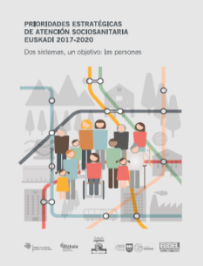 PRIORIDADES ESTRATÉGICAS
DE ATENCIÓN SOCIOSANITARIA
EUSKADI 2017-2020
Dos sistemas, un objetivo: las personas